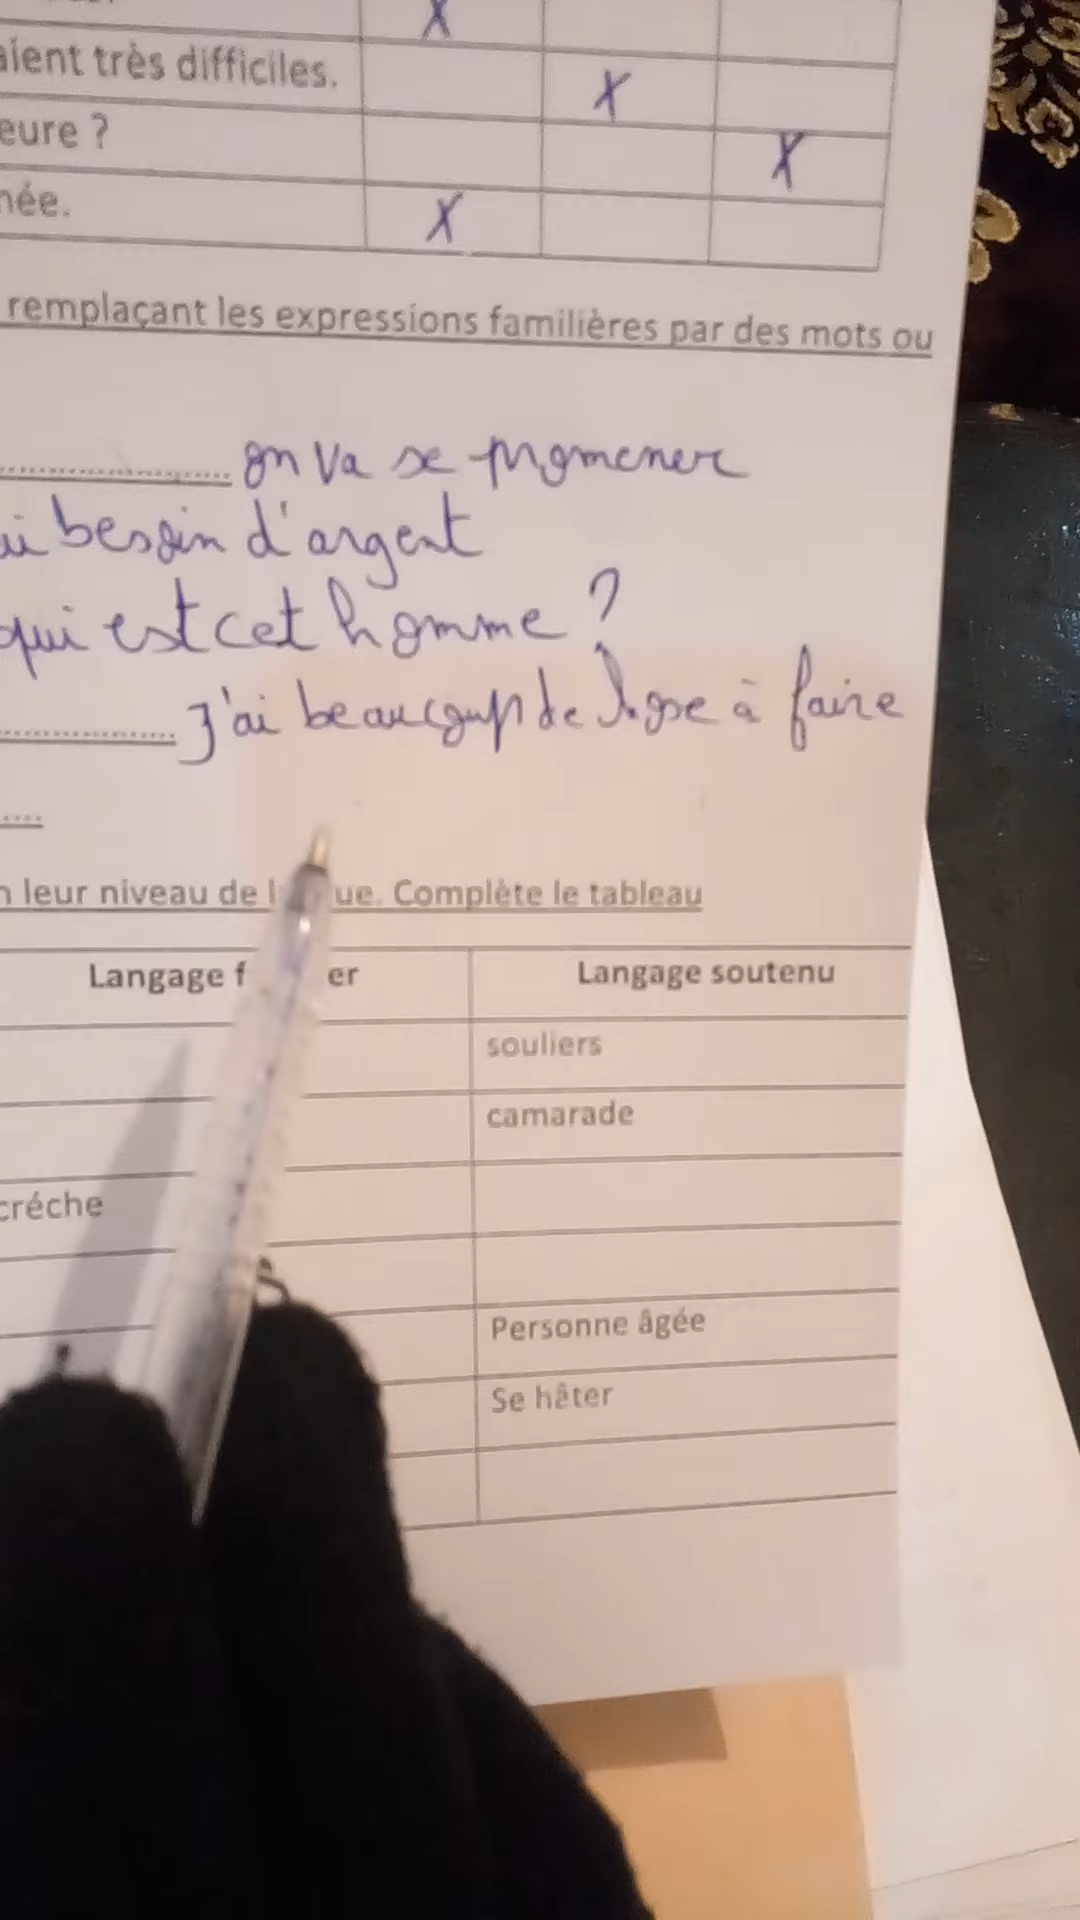 X
aient très difficiles.
X
eure ?
X
née.
X
remplaçant les expressions familières par des mots ou
on va se promener
besoin d'argent
qui est cet homme ?
J'ai beaucoup de à faire
leur niveau de ue. Complète le tableau
Langage f er
Langage soutenu
souliers
camarade
créche
Personne âgée
Se hâter